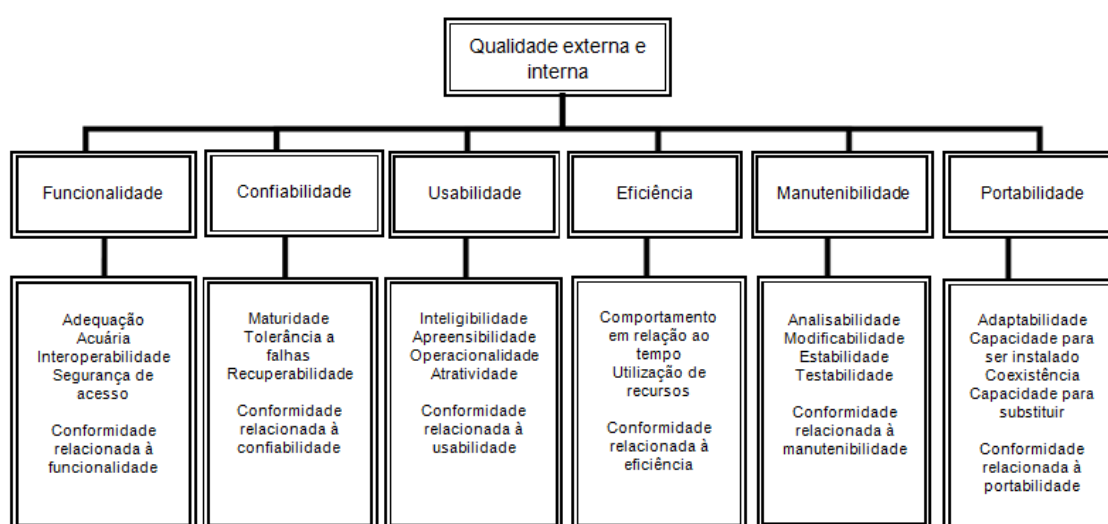 Qualidade externa e
interna
Funcionalidade
Confiabilidade
Usabilidade
Eficiência
Manutenibilidade
Portabilidade
Adequação
Acuária
Interoperabilidade
Segurança de
acesso
Conformidade
relacionada à
funcionalidade
Maturidade
Tolerância a
falhas
Recuperabilidade
Conformidade
relacionada à
confiabilidade
Inteligibilidade
Apreensibilidade
Operacionalidade
Atratividade
Conformidade
relacionada à
usabilidade
Comportamento
em relação ao
tempo
Utilização de
recursos
Conformidade
relacionada à
eficiência
Analisabilidade
Modificabilidade
Estabilidade
Testabilidade
Conformidade
relacionada à
manutenibilidade
Adaptabilidade
Capacidade para
ser instalado
Coexistência
Capacidade para
substituir
Conformidade
relacionada à
portabilidade